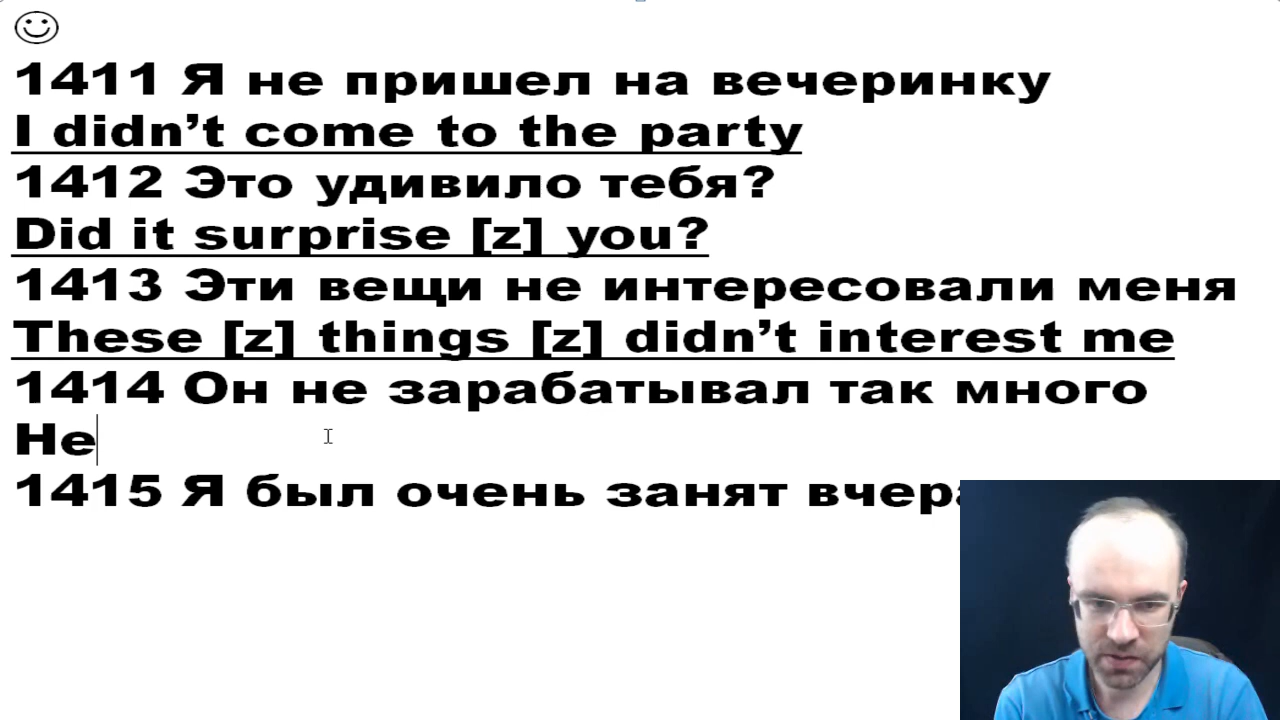 1411 Я не пришел на вечеринку
I didn’t come to the party
1412 Это удивило тебя?
Did it surprise [z] you?
1413 Эти вещи не интересовали меня
These [z] things [z] didn’t interest me
1414 Он не зарабатывал так много
He
1415 Я был очень занят вчера